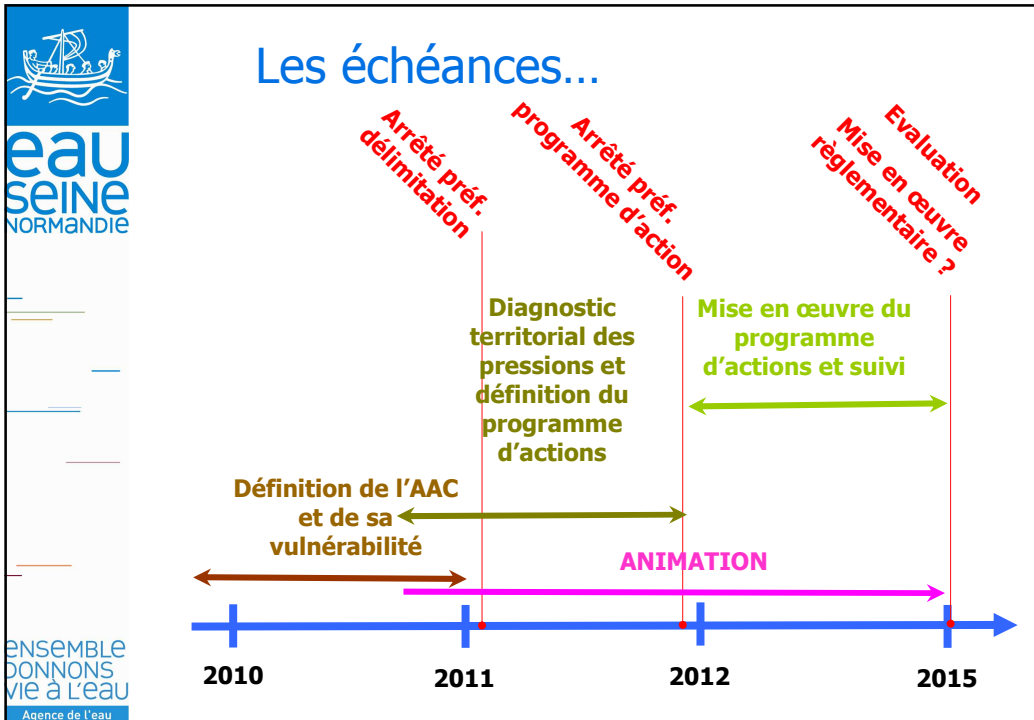 Les échéances…
eau
SEINE
NORMANDIE
Arrêté préf.
délimitation
Arrêté préf.
programme d'action
Evaluation
Mise en œuvre
règlementaire ?
Diagnostic
territorial des
pressions et
définition du
programme
d'actions
Mise en œuvre du
programme
d'actions et suivi
Définition de l'AAC
et de sa
vulnérabilité
ANIMATION
2010
2011
2012
2015
ENSEMBLE
DONNONS
VIE à L'EAU
Agence de l'eau